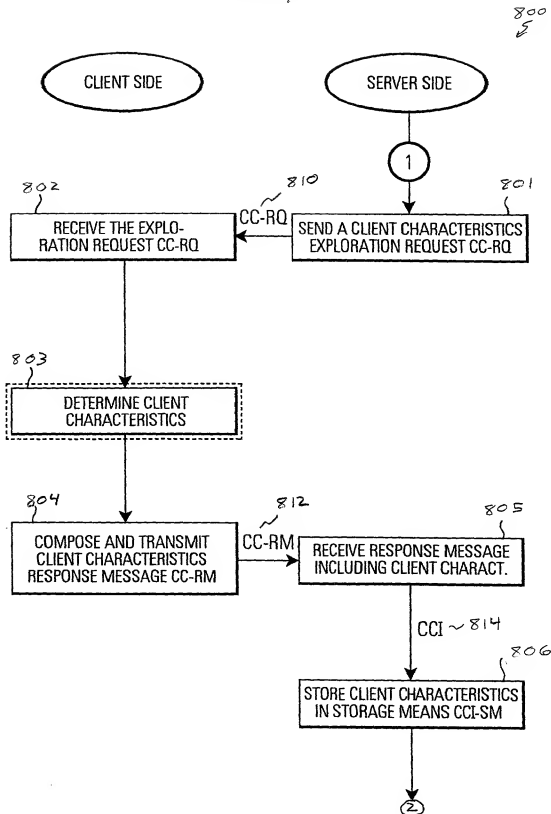 800
CLIENT SIDE
SERVER SIDE
1
802
810
801
RECEIVE THE EXPLO-
RATION REQUEST CC-RQ
CC-RQ
SEND A CLIENT CHARACTERISTICS
EXPLORATION REQUEST CC-RQ
803
DETERMINE CLIENT
CHARACTERISTICS
804
812
805
COMPOSE AND TRANSMIT
CLIENT CHARACTERISTICS
RESPONSE MESSAGE CC-RM
CC-RM
RECEIVE RESPONSE MESSAGE
INCLUDING CLIENT CHARACT.
CCI ~ 814
806
STORE CLIENT CHARACTERISTICS
IN STORAGE MEANS CCI-SM
2